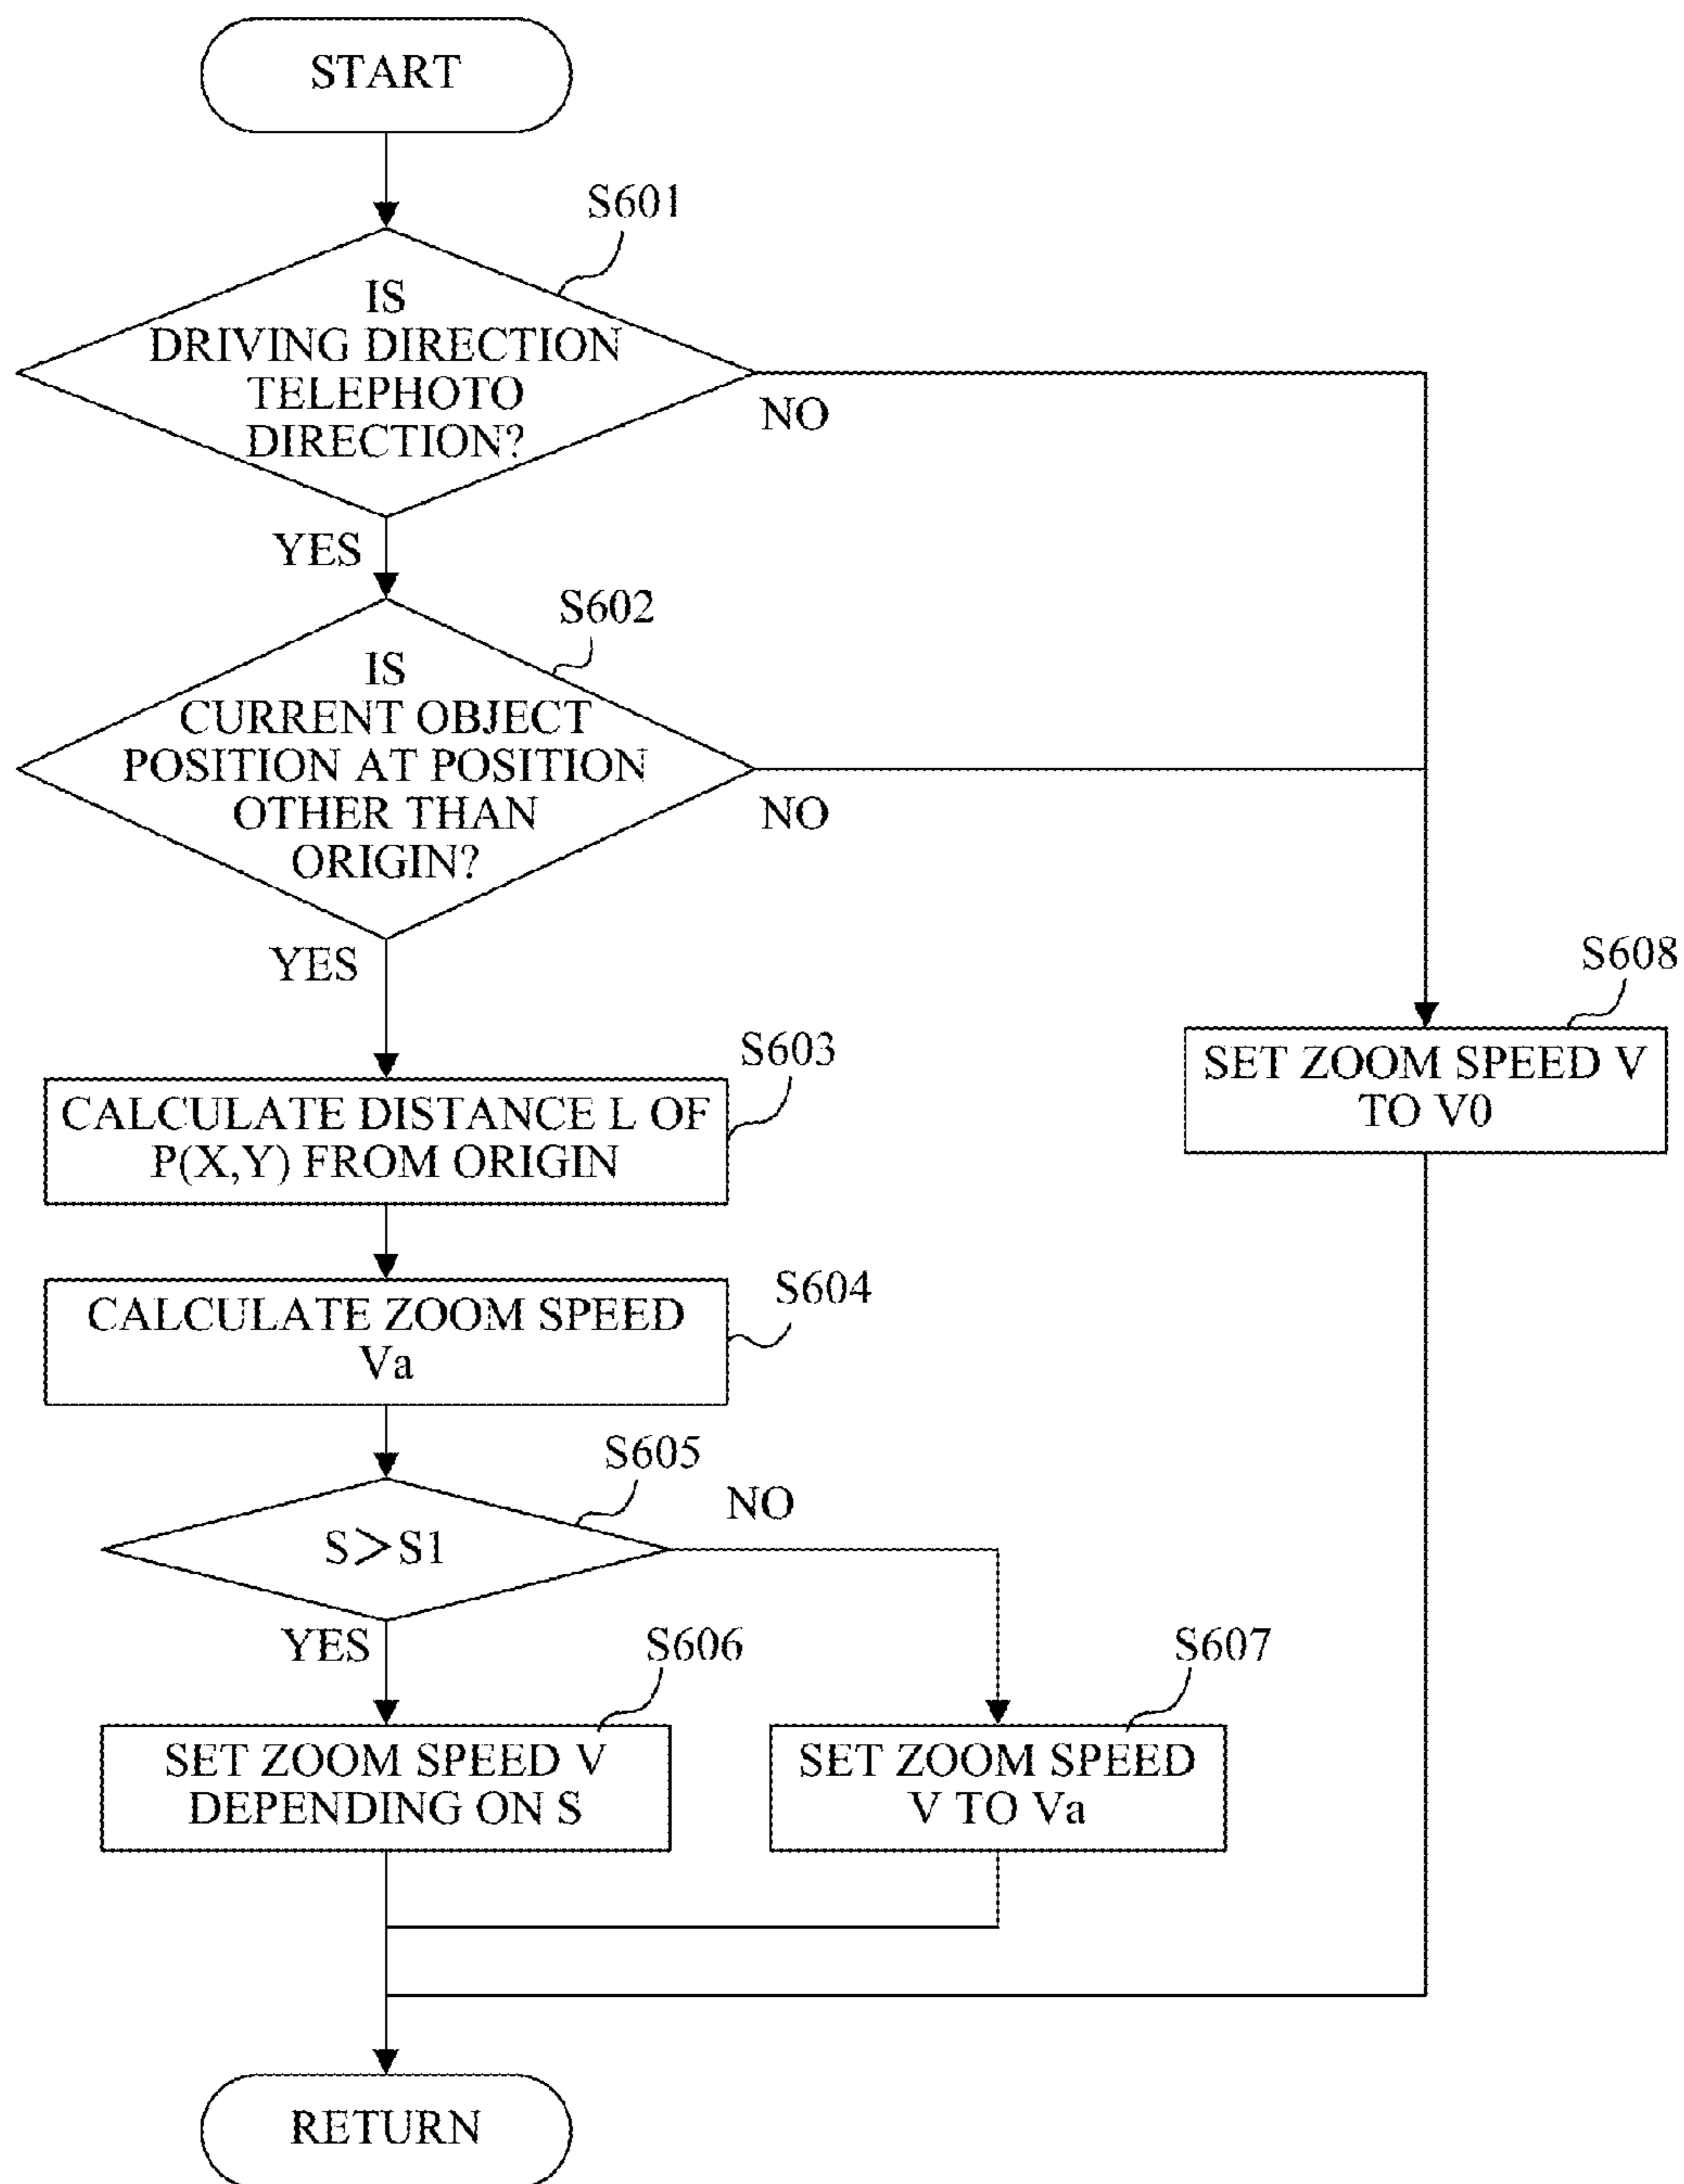 START
S601
IS
DRIVING DIRECTION
TELEPHOTO
DIRECTION?
NO
YES
S602
IS
CURRENT OBJECT
POSITION AT POSITION
OTHER THAN
ORIGIN?
NO
YES
S608
SET ZOOM SPEED V
TO V0
S603
CALCULATE DISTANCE L OF
P(X,Y) FROM ORIGIN
S604
CALCULATE ZOOM SPEED
Va
S605
NO
S>S1
YES
S606
SET ZOOM SPEED V
DEPENDING ON S
S607
SET ZOOM SPEED
V TO Va
RETURN